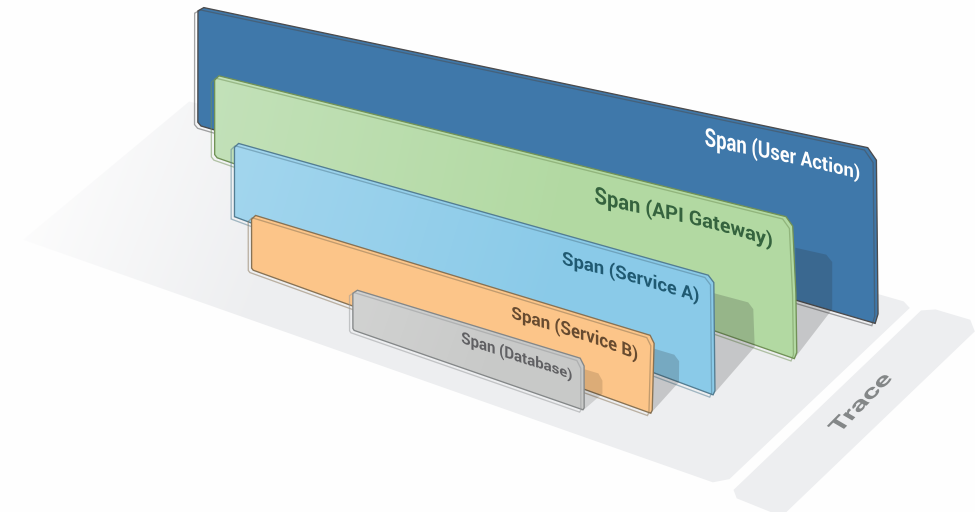 Span (User Action)
Span (API Gateway)
Span (Service A)
Span (Service B)
Span (Database)
Trace